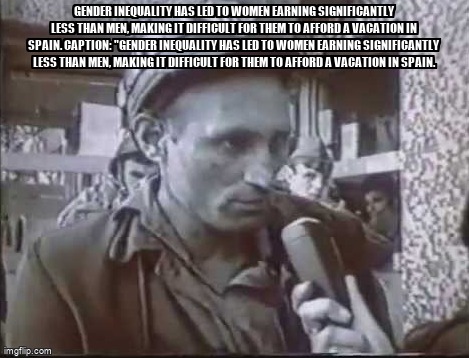 GENDER INEQUALITY HAS LED TO WOMEN EARNING SIGNIFICANTLY
LESS THAN MEN, MAKING IT DIFFICULT FOR THEM TO AFFORD A VACATION IN
SPAIN. CAPTION: "GENDER INEQUALITY HAS LED TO WOMEN EARNING SIGNIFICANTLY
LESS THAN MEN, MAKING IT DIFFICULT FOR THEM TO AFFORD A VACATION IN SPAIN.
imgflip.com